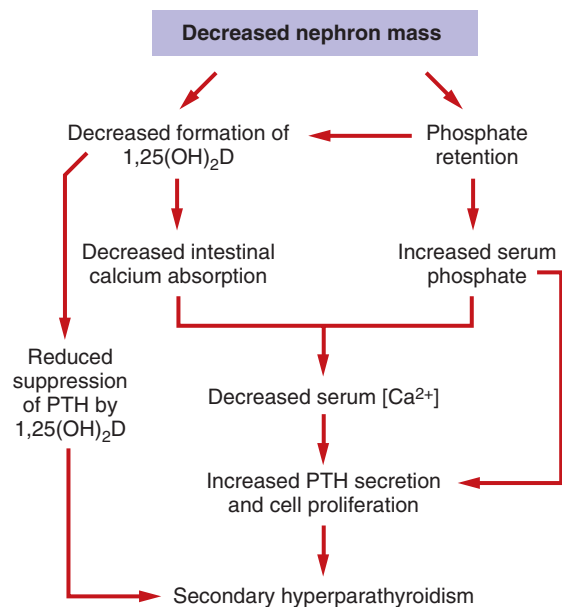 Decreased nephron mass
Decreased formation of
1,25(OH)₂D
Phosphate
retention
Decreased intestinal
calcium absorption
Increased serum
phosphate
Reduced
suppression
of PTH by
1,25(OH)₂D
Decreased serum [Ca²⁺]
Increased PTH secretion
and cell proliferation
Secondary hyperparathyroidism